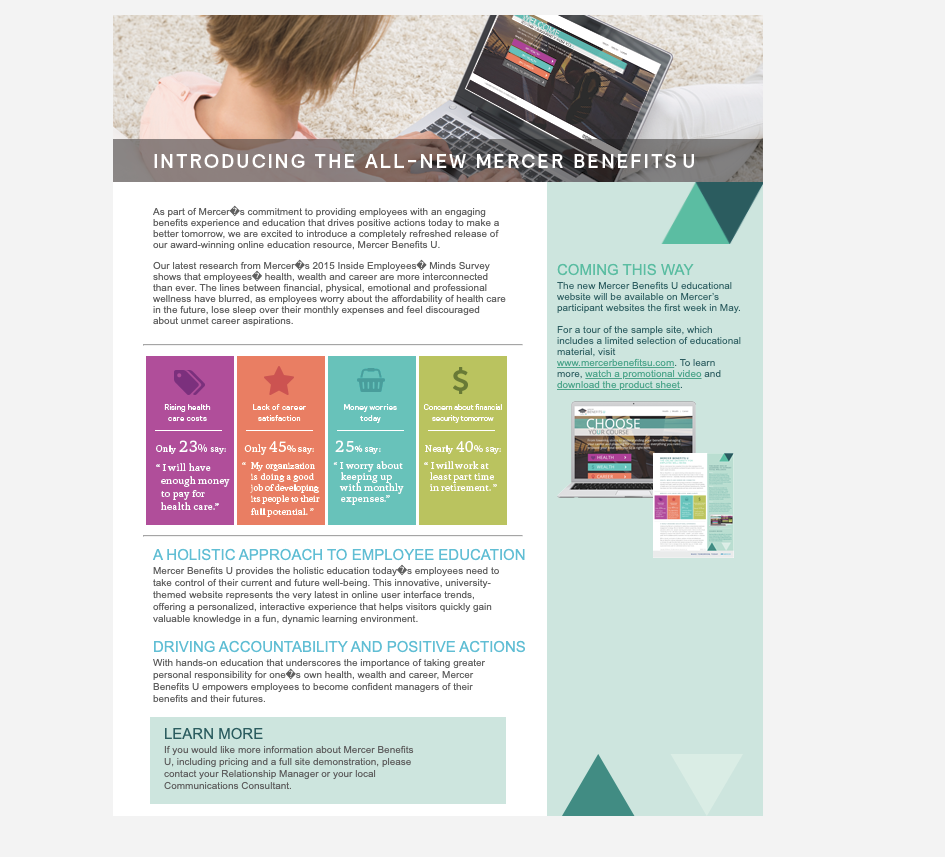 WELCOME
INTRODUCING THE ALL-NEW MERCER BENEFITS U
As part of Mercer�s commitment to providing employees with an engaging
benefits experience and education that drives positive actions today to make a
better tomorrow, we are excited to introduce a completely refreshed release of
our award-winning online education resource, Mercer Benefits U.
Our latest research from Mercer�s 2015 Inside Employees� Minds Survey
shows that employees� health, wealth and career are more interconnected
than ever. The lines between financial, physical, emotional and professional
wellness have blurred, as employees worry about the affordability of health care
in the future, lose sleep over their monthly expenses and feel discouraged
about unmet career aspirations.
Rising health
care costs
Only 23% say:
“ I will have
enough money
to pay for
health care.”
Lack of career
satisfaction
Only 45% say:
“ My organization
is doing a good
job of developing
its people to their
full potential. ”
Money worries
today
25% say:
“ I worry about
keeping up
with monthly
expenses.”
Concern about financial
security tomorrow
Nearly 40% say:
“ I will work at
least part time
in retirement. ”
A HOLISTIC APPROACH TO EMPLOYEE EDUCATION
Mercer Benefits U provides the holistic education today�s employees need to
take control of their current and future well-being. This innovative, university-
themed website represents the very latest in online user interface trends,
offering a personalized, interactive experience that helps visitors quickly gain
valuable knowledge in a fun, dynamic learning environment.
DRIVING ACCOUNTABILITY AND POSITIVE ACTIONS
With hands-on education that underscores the importance of taking greater
personal responsibility for one�s own health, wealth and career, Mercer
Benefits U empowers employees to become confident managers of their
benefits and their futures.
LEARN MORE
If you would like more information about Mercer Benefits
U, including pricing and a full site demonstration, please
contact your Relationship Manager or your local
Communications Consultant.
COMING THIS WAY
The new Mercer Benefits U educational
website will be available on Mercer's
participant websites the first week in May.
For a tour of the sample site, which
includes a limited selection of educational
material, visit
www.mercerbenefitsu.com. To learn
more, watch a promotional video and
download the product sheet.
BENEFITS U
CHOOSE
YOUR COURSE
HEALTH
WEALTH
CAREER